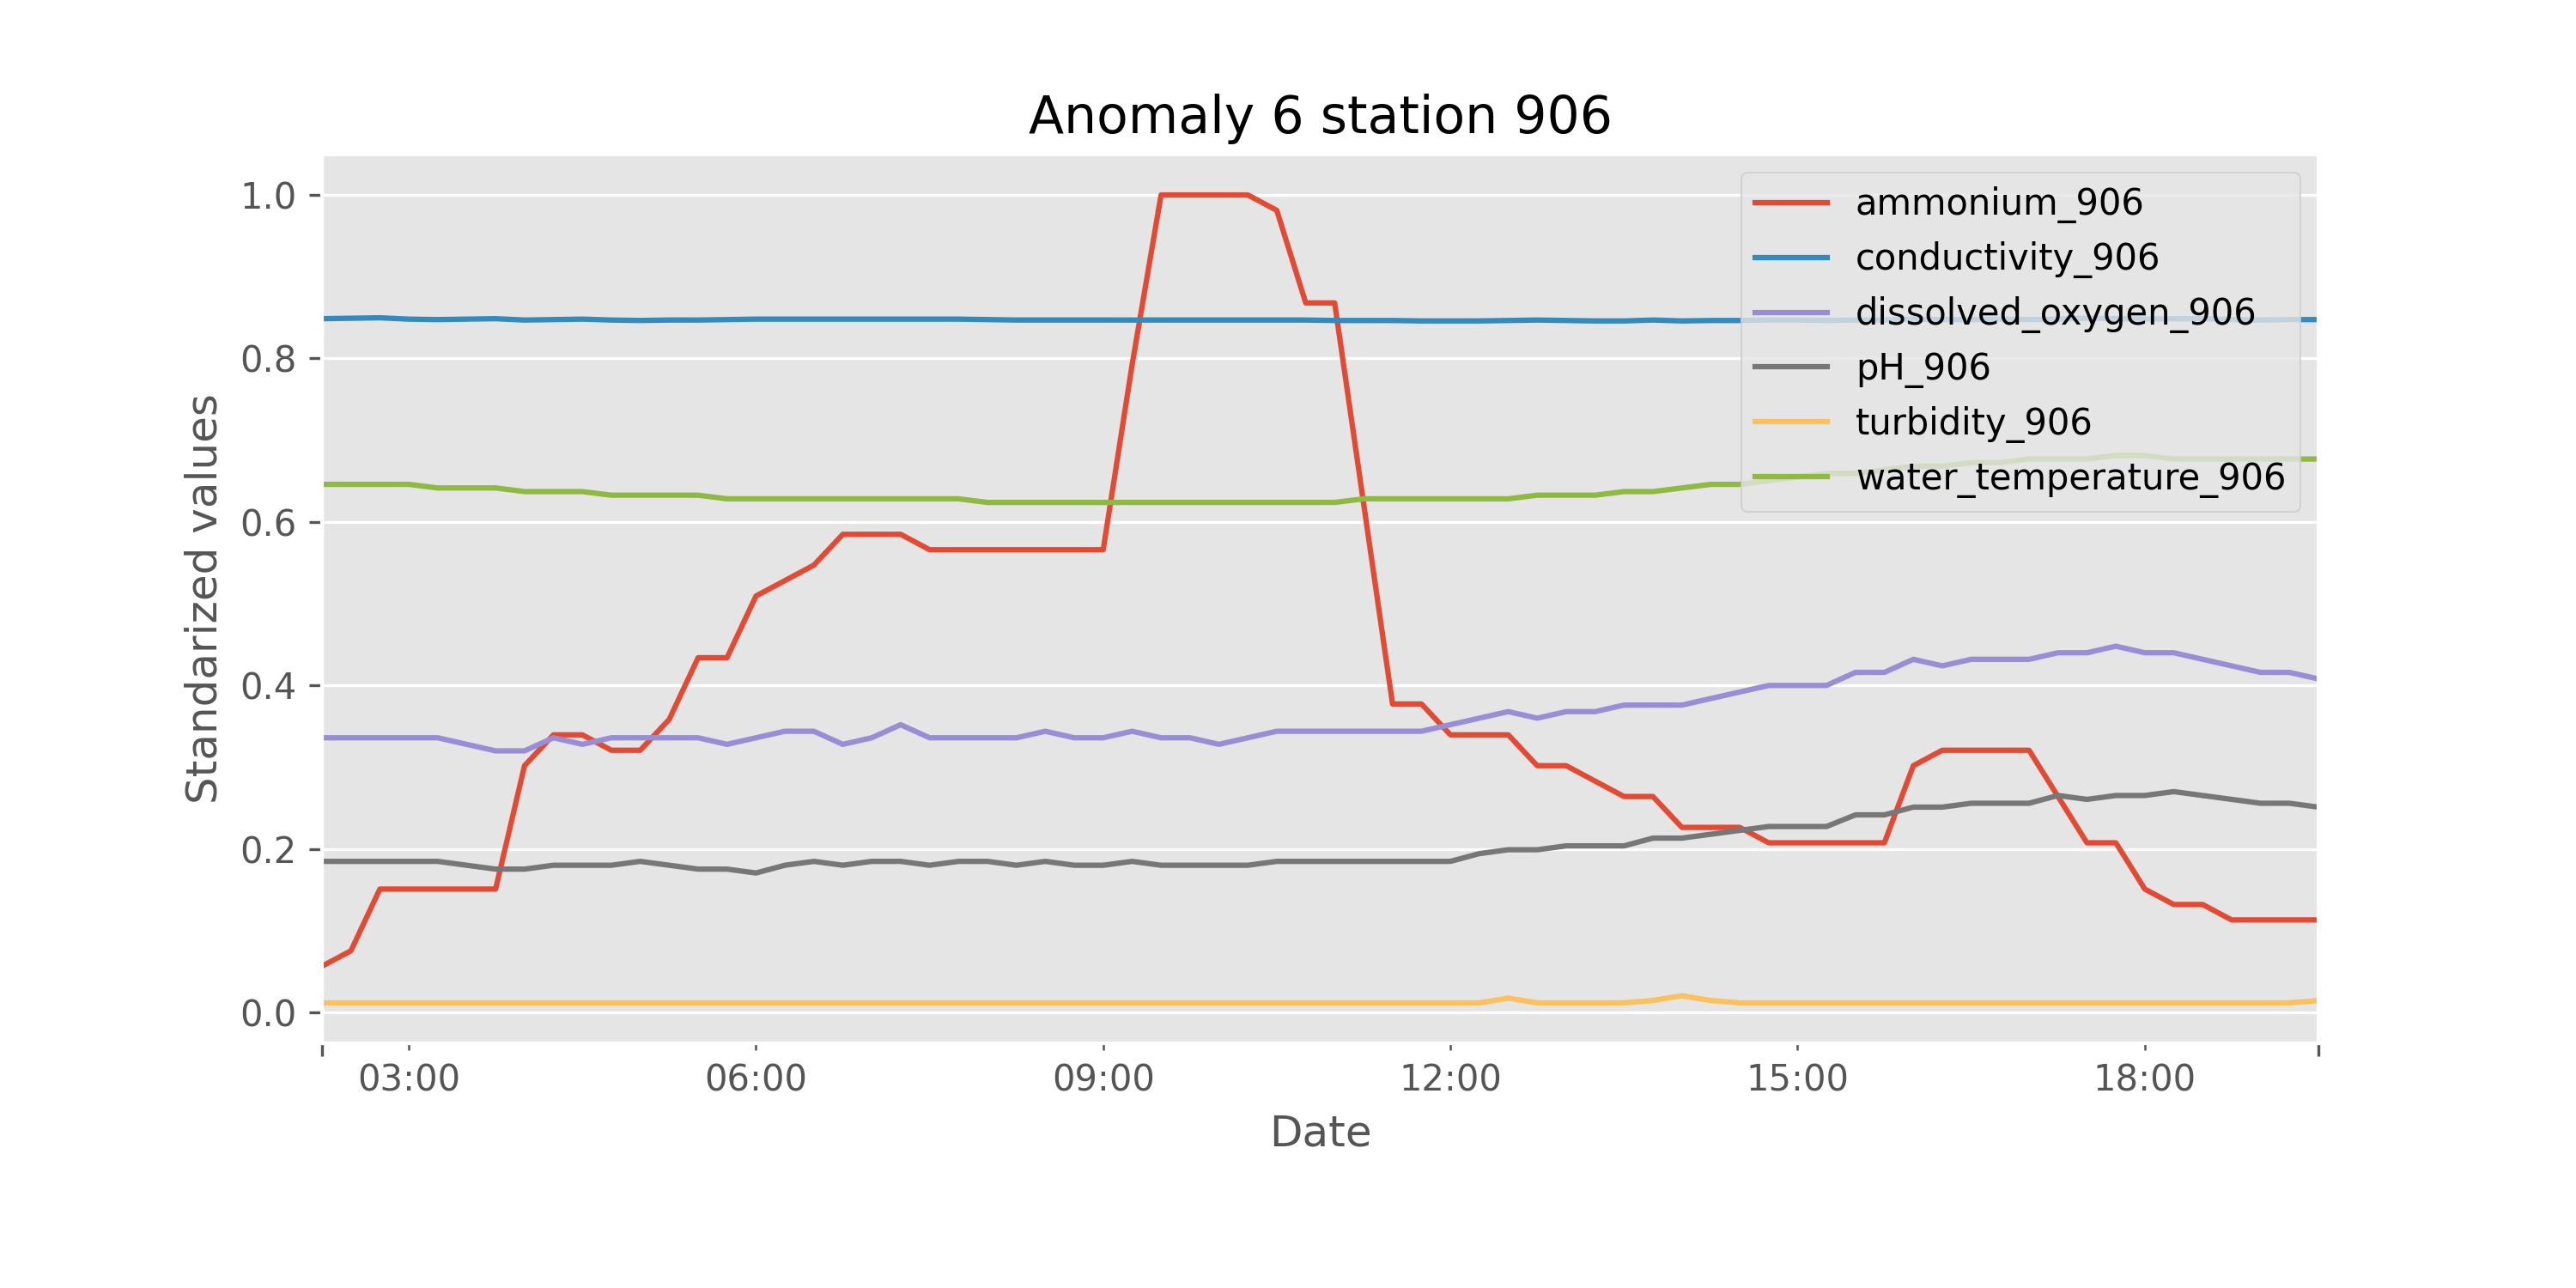 Anomaly 6 station 906
Standarized values
1.0
0.8
0.6
0.4
0.2
0.0
ammonium_906
conductivity_906
dissolved_oxygen_906
pH_906
turbidity_906
water_temperature_906
03:00 06:00 09:00 12:00 15:00 18:00
Date